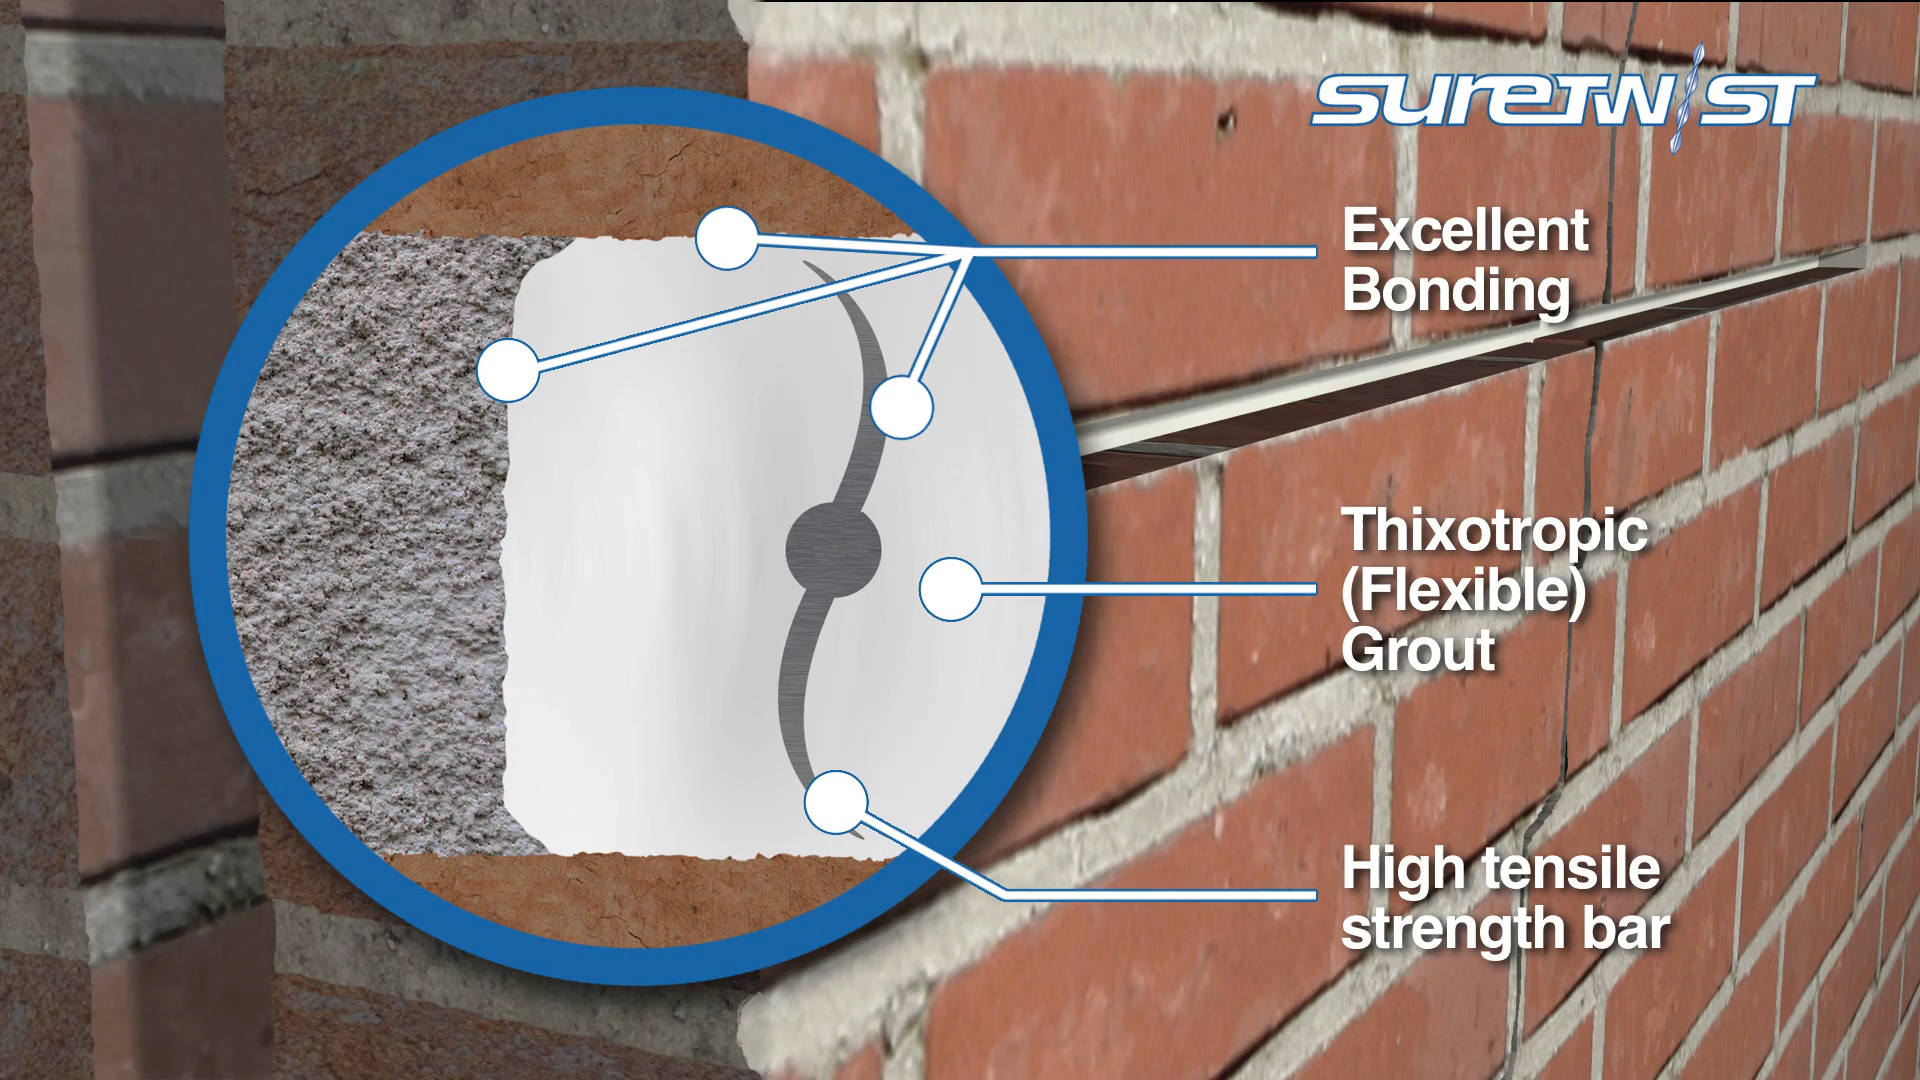 SureTwiST
Excellent
Bonding
Thixotropic
(Flexible)
Grout
High tensile
strength bar